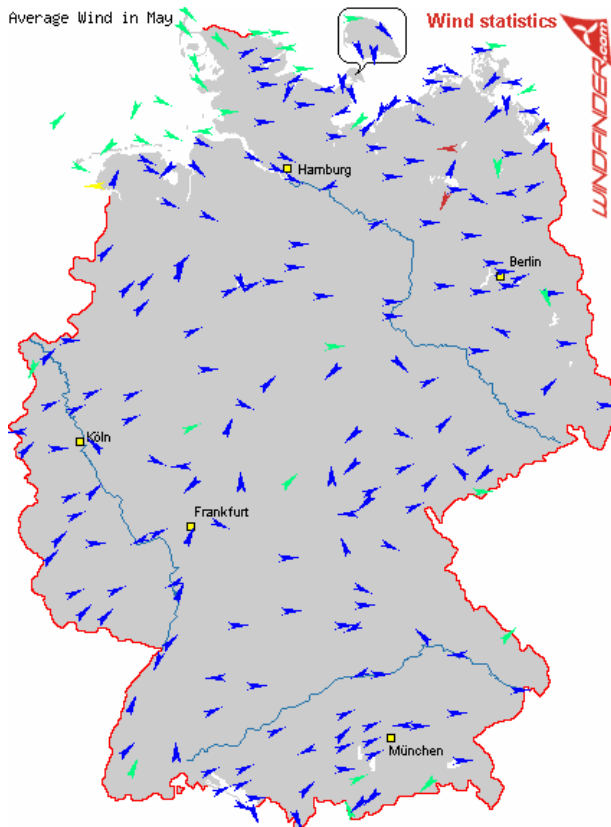 Average Wind in May
Wind statistics
WINDFINDER.com
Hamburg
Berlin
Köln
Frankfurt
München